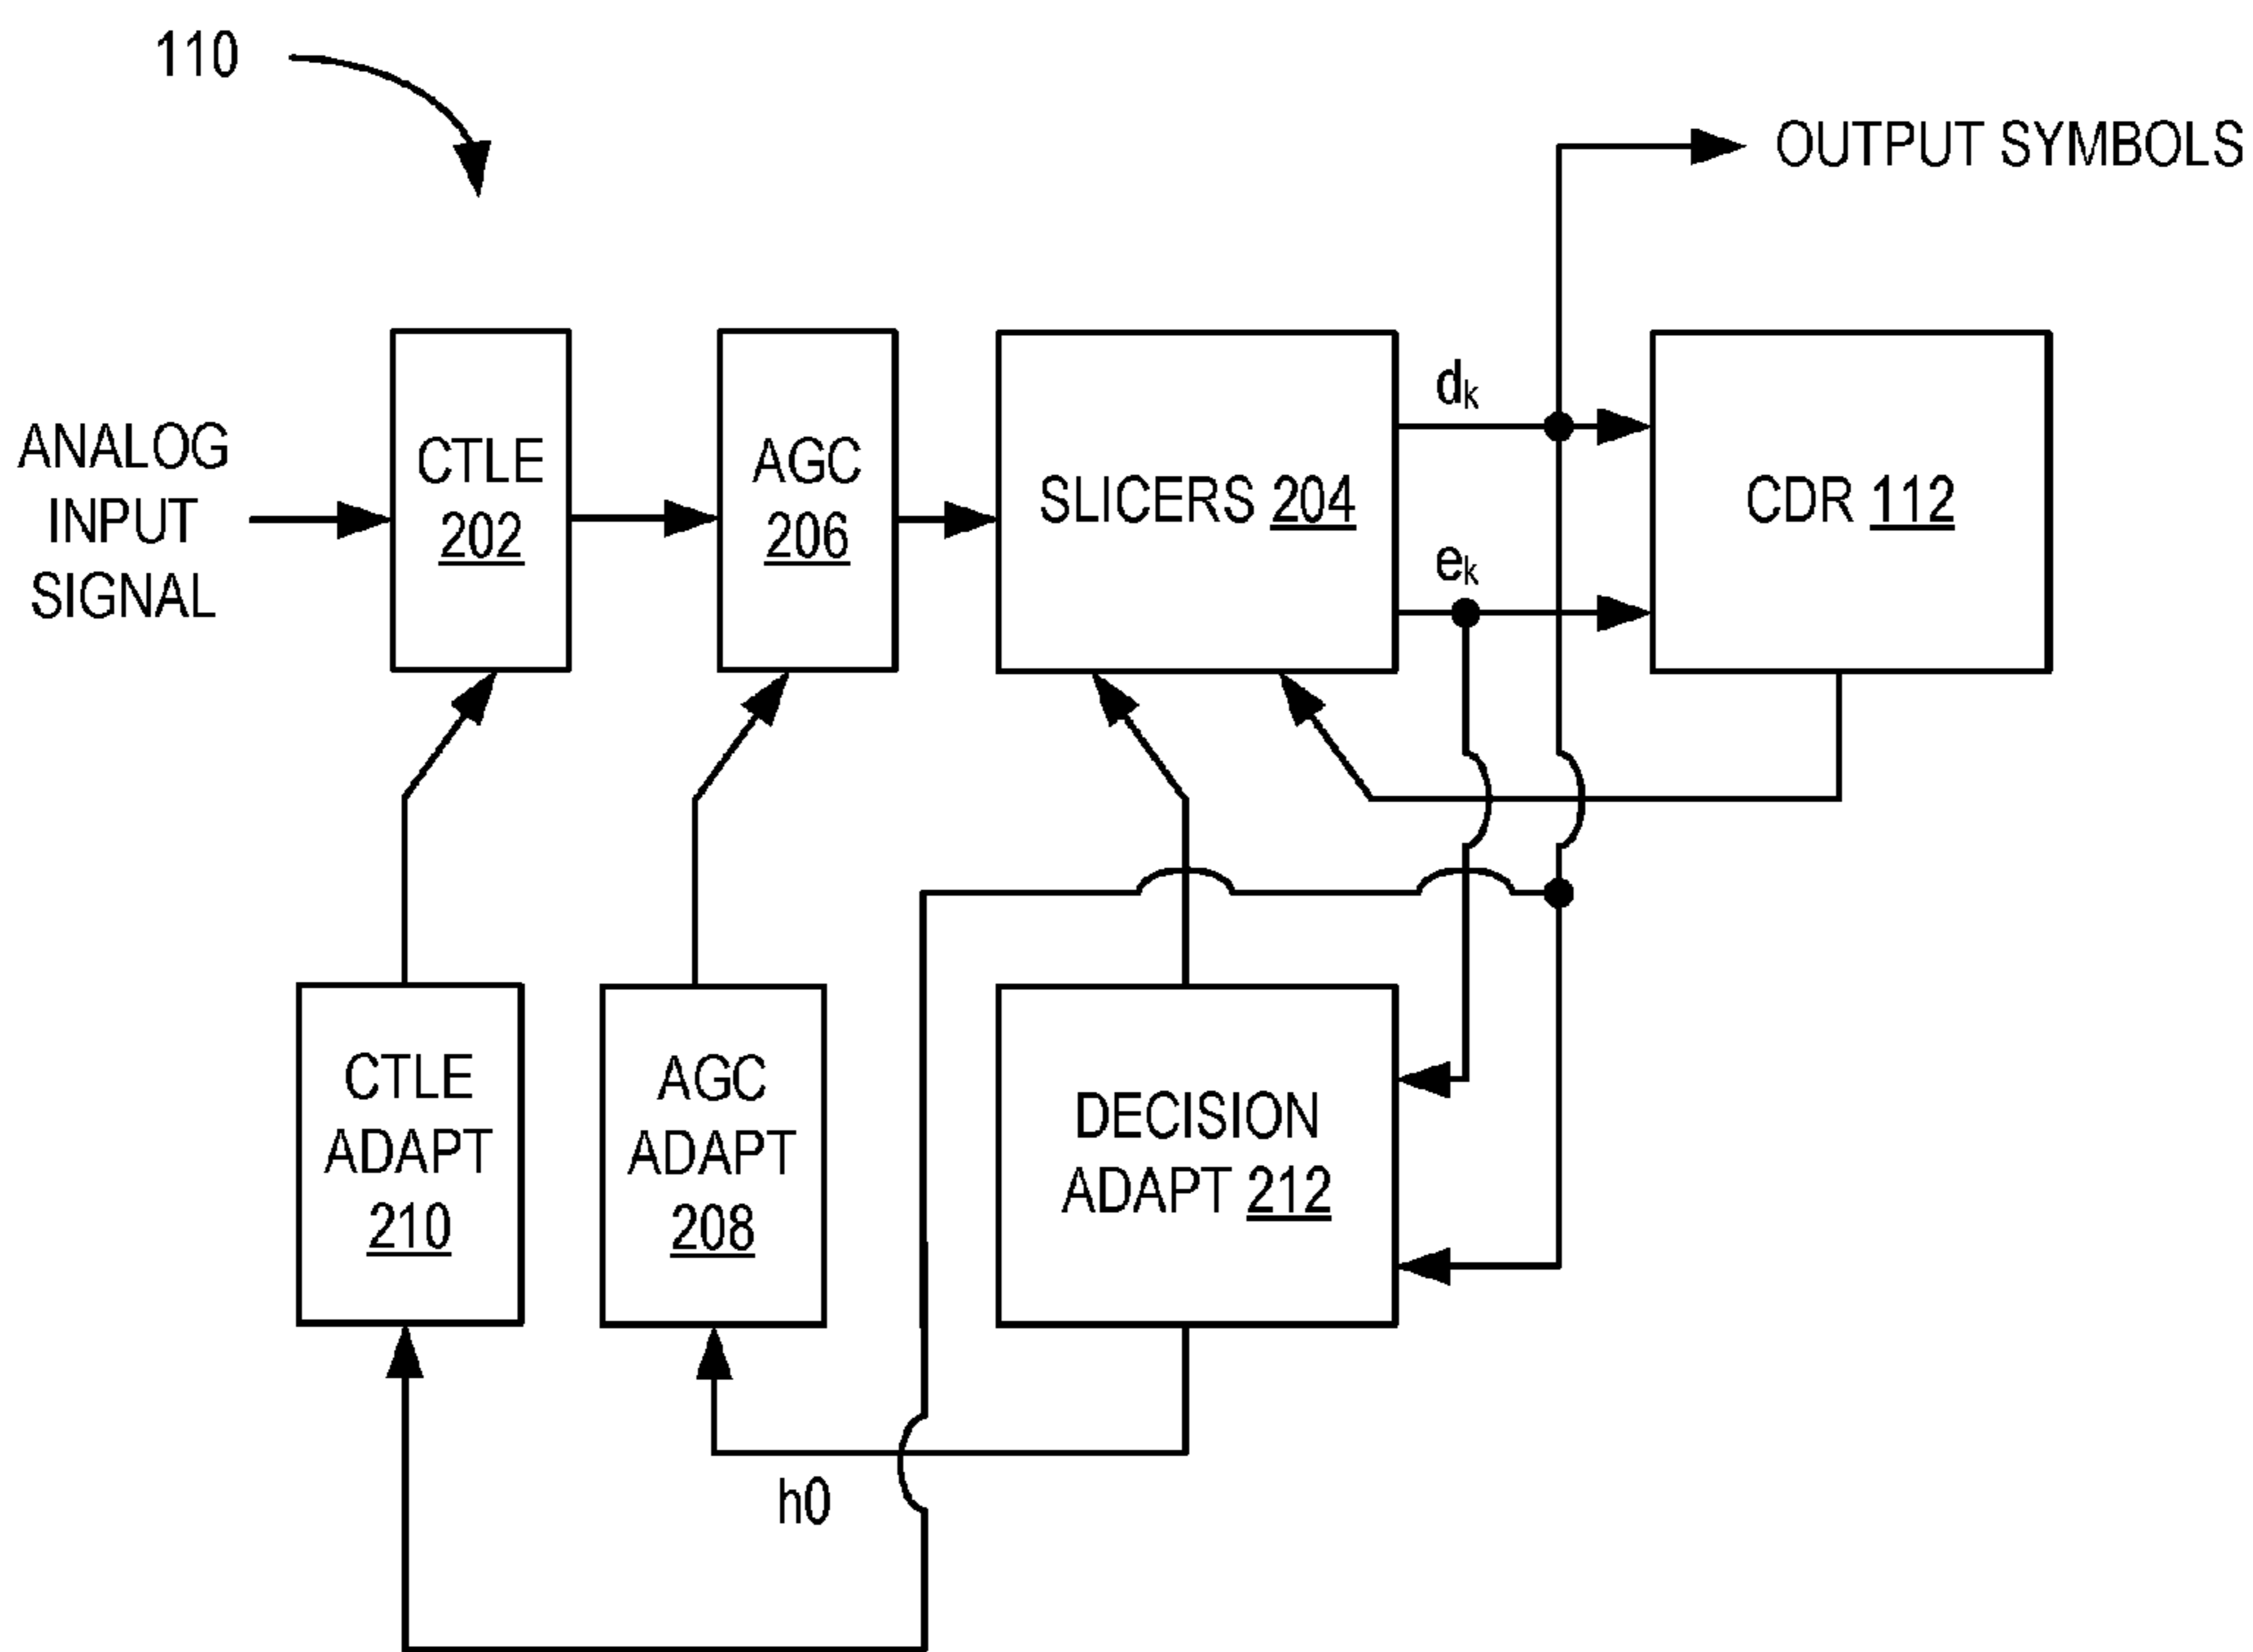 110
OUTPUT SYMBOLS
ANALOG
INPUT
SIGNAL
CTLE
202
AGC
206
SLICERS 204
dk
ek
CDR 112
CTLE
ADAPT
210
AGC
ADAPT
208
DECISION
ADAPT 212
h0